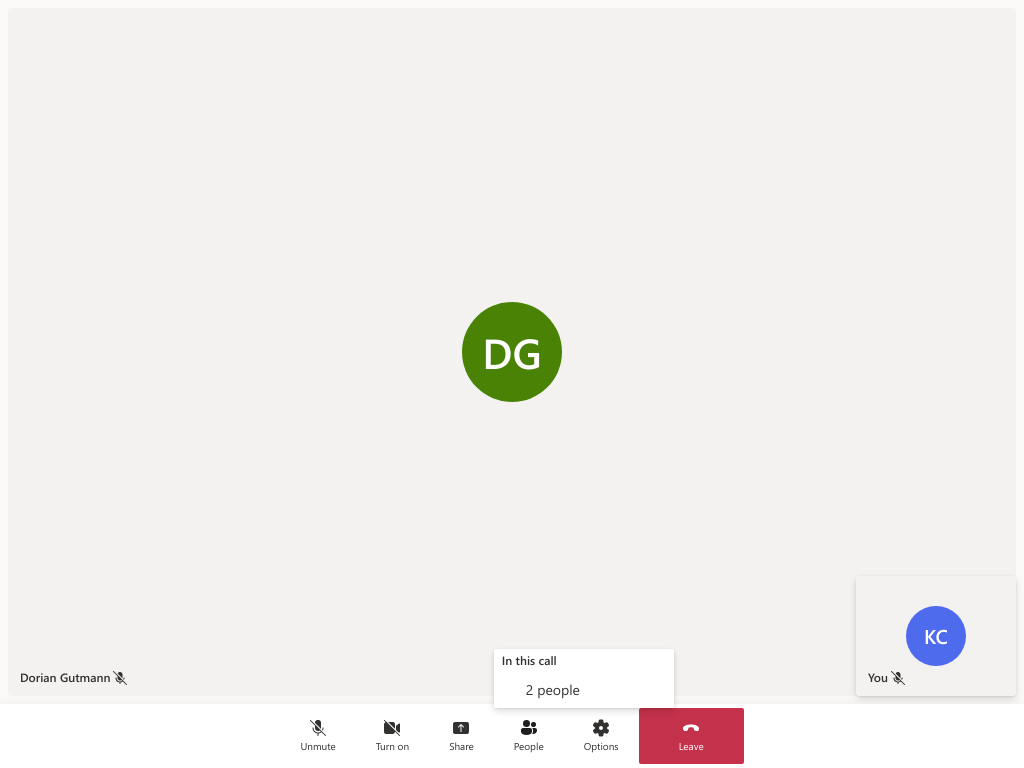 DG
KC
Dorian Gutmann
You
In this call
2 people
Unmute
Turn on
Share
People
Options
Leave